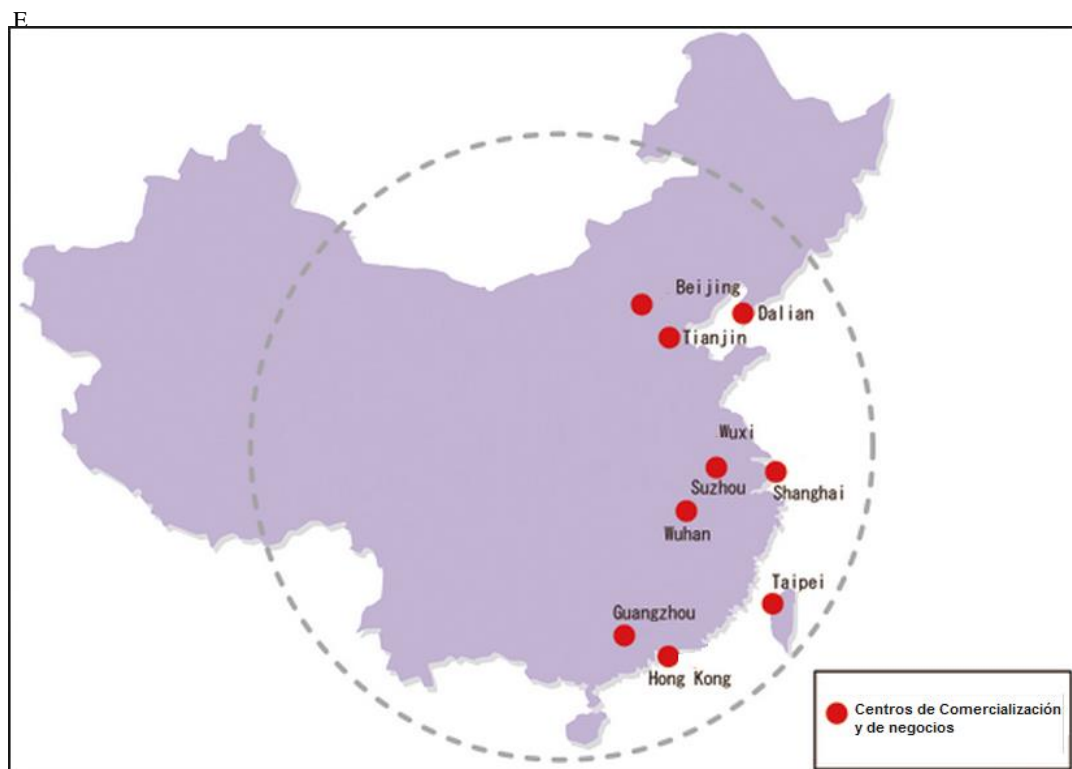 E
Beijing
Dalian
Tianjin
Wuxi
Suzhou
Shanghai
Wuhan
Taipei
Guangzhou
Hong Kong
Centros de Comercialización
y de negocios